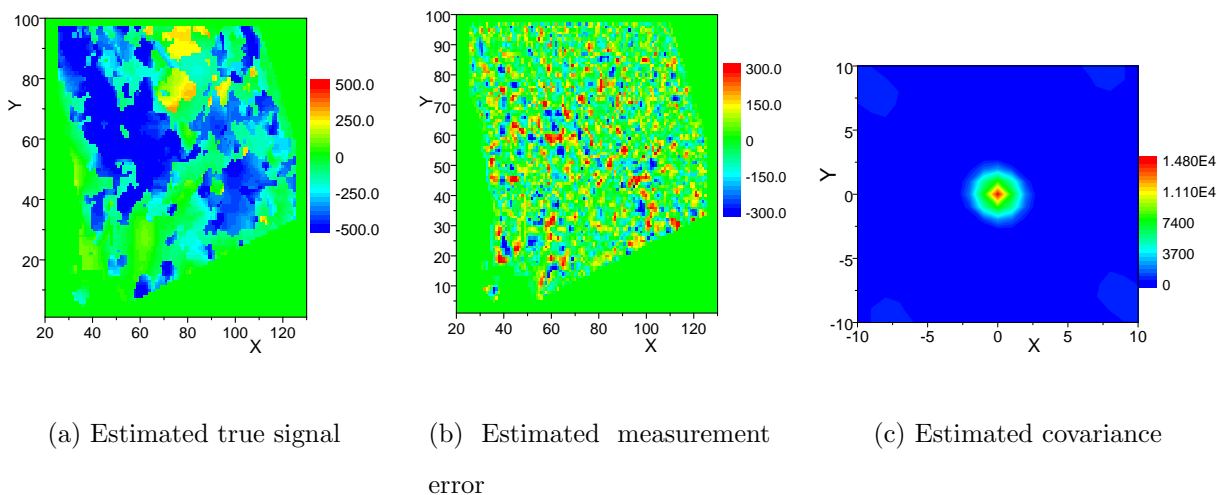 100
80
60
40
20
Y
20 40 60 80 100 120
X
500.0
250.0
0
-250.0
-500.0
100
90
80
70
60
50
40
30
20
10
Y
20 40 60 80 100 120
X
300.0
150.0
0
-150.0
-300.0
10
5
0
-5
-10
Y
-10 -5 0 5 10
X
1.480E4
1.110E4
7400
3700
0
(a) Estimated true signal
(b) Estimated measurement
error
(c) Estimated covariance